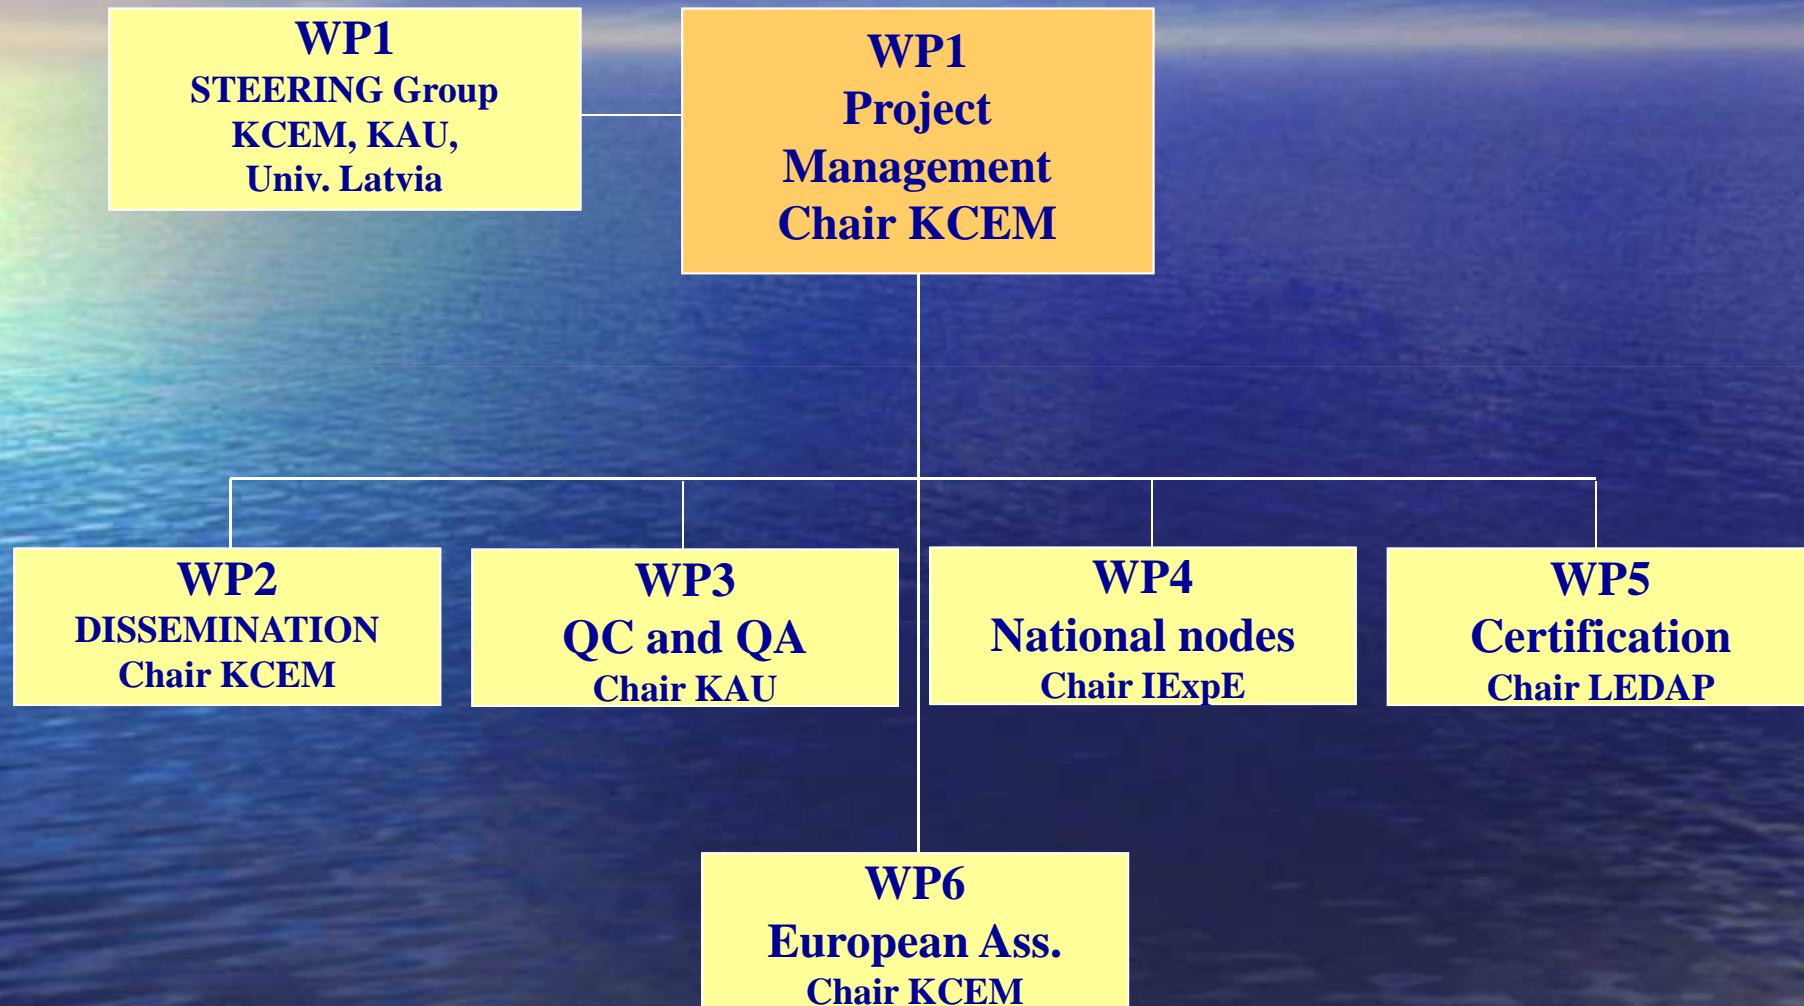 WP1
STEERING Group
KCEM, KAU,
Univ. Latvia
WP1
Project
Management
Chair KCEM
WP2
DISSEMINATION
Chair KCEM
WP3
QC and QA
Chair KAU
WP4
National nodes
Chair IExpE
WP5
Certification
Chair LEDAP
WP6
European Ass.
Chair KCEM